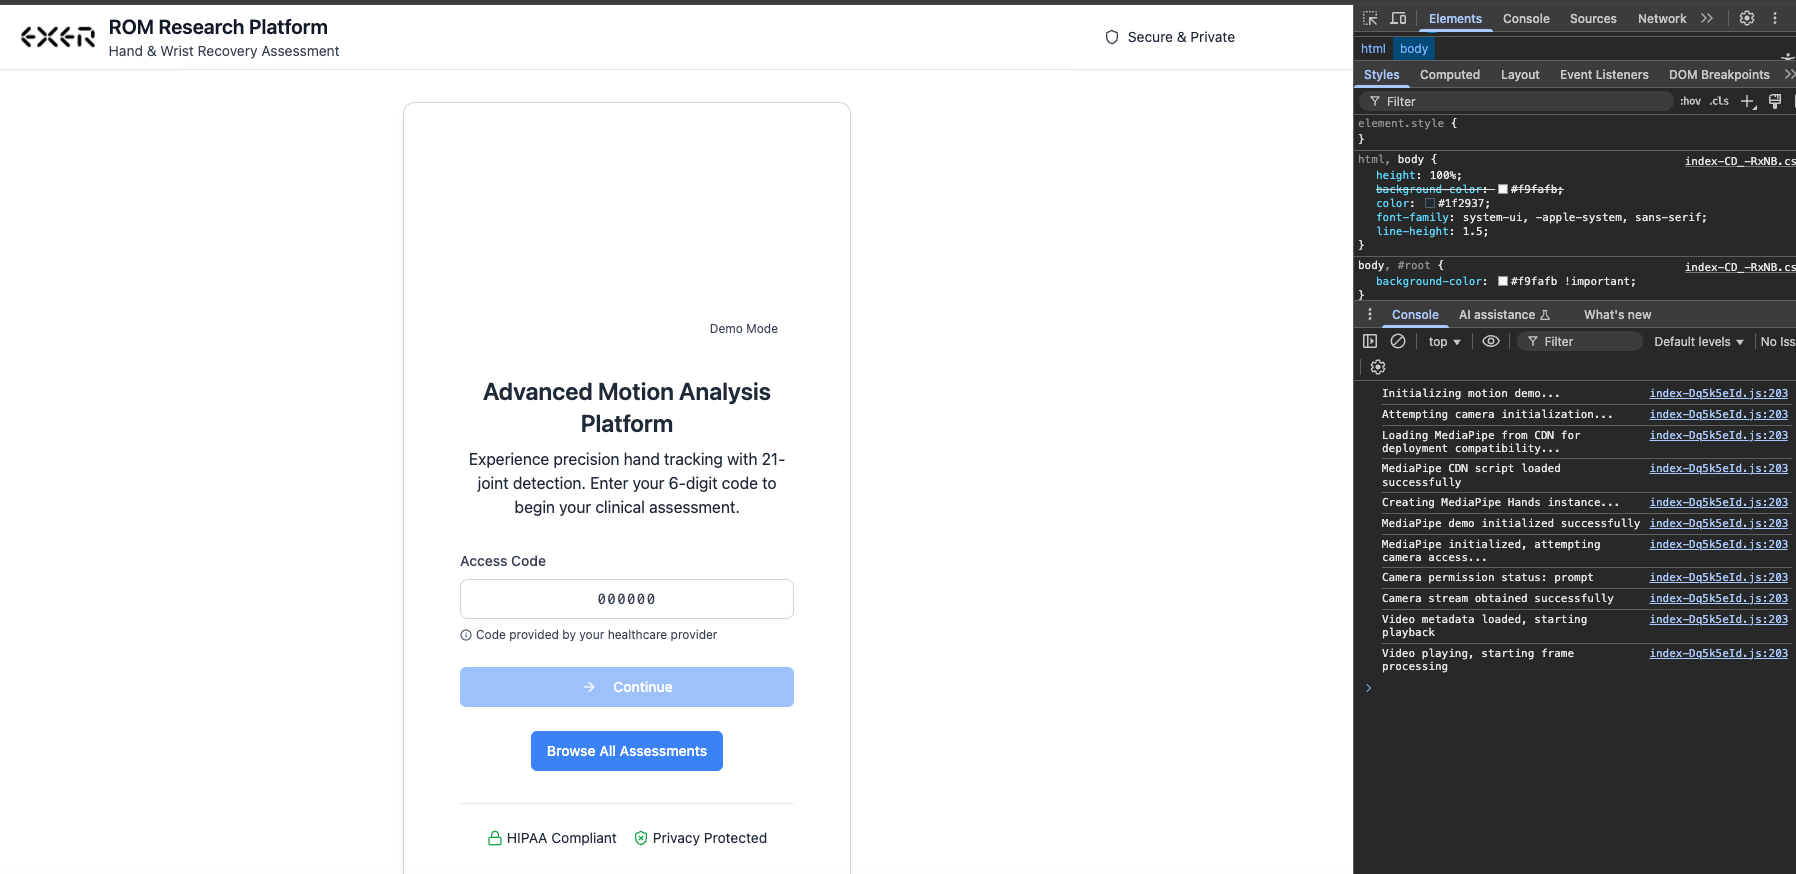 EXER
ROM Research Platform
Hand & Wrist Recovery Assessment
Secure & Private
Demo Mode
Advanced Motion Analysis
Platform
Experience precision hand tracking with 21-
joint detection. Enter your 6-digit code to
begin your clinical assessment.
Access Code
000000
Code provided by your healthcare provider
Continue
Browse All Assessments
HIPAA Compliant
Privacy Protected
Elements Console Sources Network
html body
Styles Computed Layout Event Listeners DOM Breakpoints
Filter :hov .cls
element.style {
}
html, body { index-CD_-RxNB.cs
height: 100%;
background-color: #f9fafb;
color: #1f2937;
font-family: system-ui, -apple-system, sans-serif;
line-height: 1.5;
}
body, #root { index-CD_-RxNB.cs
background-color: #f9fafb !important;
}
Console AI assistance What's new
top Filter Default levels No Iss
Initializing motion demo... index-Dq5k5eId.js:203
Attempting camera initialization... index-Dq5k5eId.js:203
Loading MediaPipe from CDN for index-Dq5k5eId.js:203
deployment compatibility...
MediaPipe CDN script loaded index-Dq5k5eId.js:203
successfully
Creating MediaPipe Hands instance... index-Dq5k5eId.js:203
MediaPipe demo initialized successfully index-Dq5k5eId.js:203
MediaPipe initialized, attempting index-Dq5k5eId.js:203
camera access...
Camera permission status: prompt index-Dq5k5eId.js:203
Camera stream obtained successfully index-Dq5k5eId.js:203
Video metadata loaded, starting index-Dq5k5eId.js:203
playback
Video playing, starting frame index-Dq5k5eId.js:203
processing